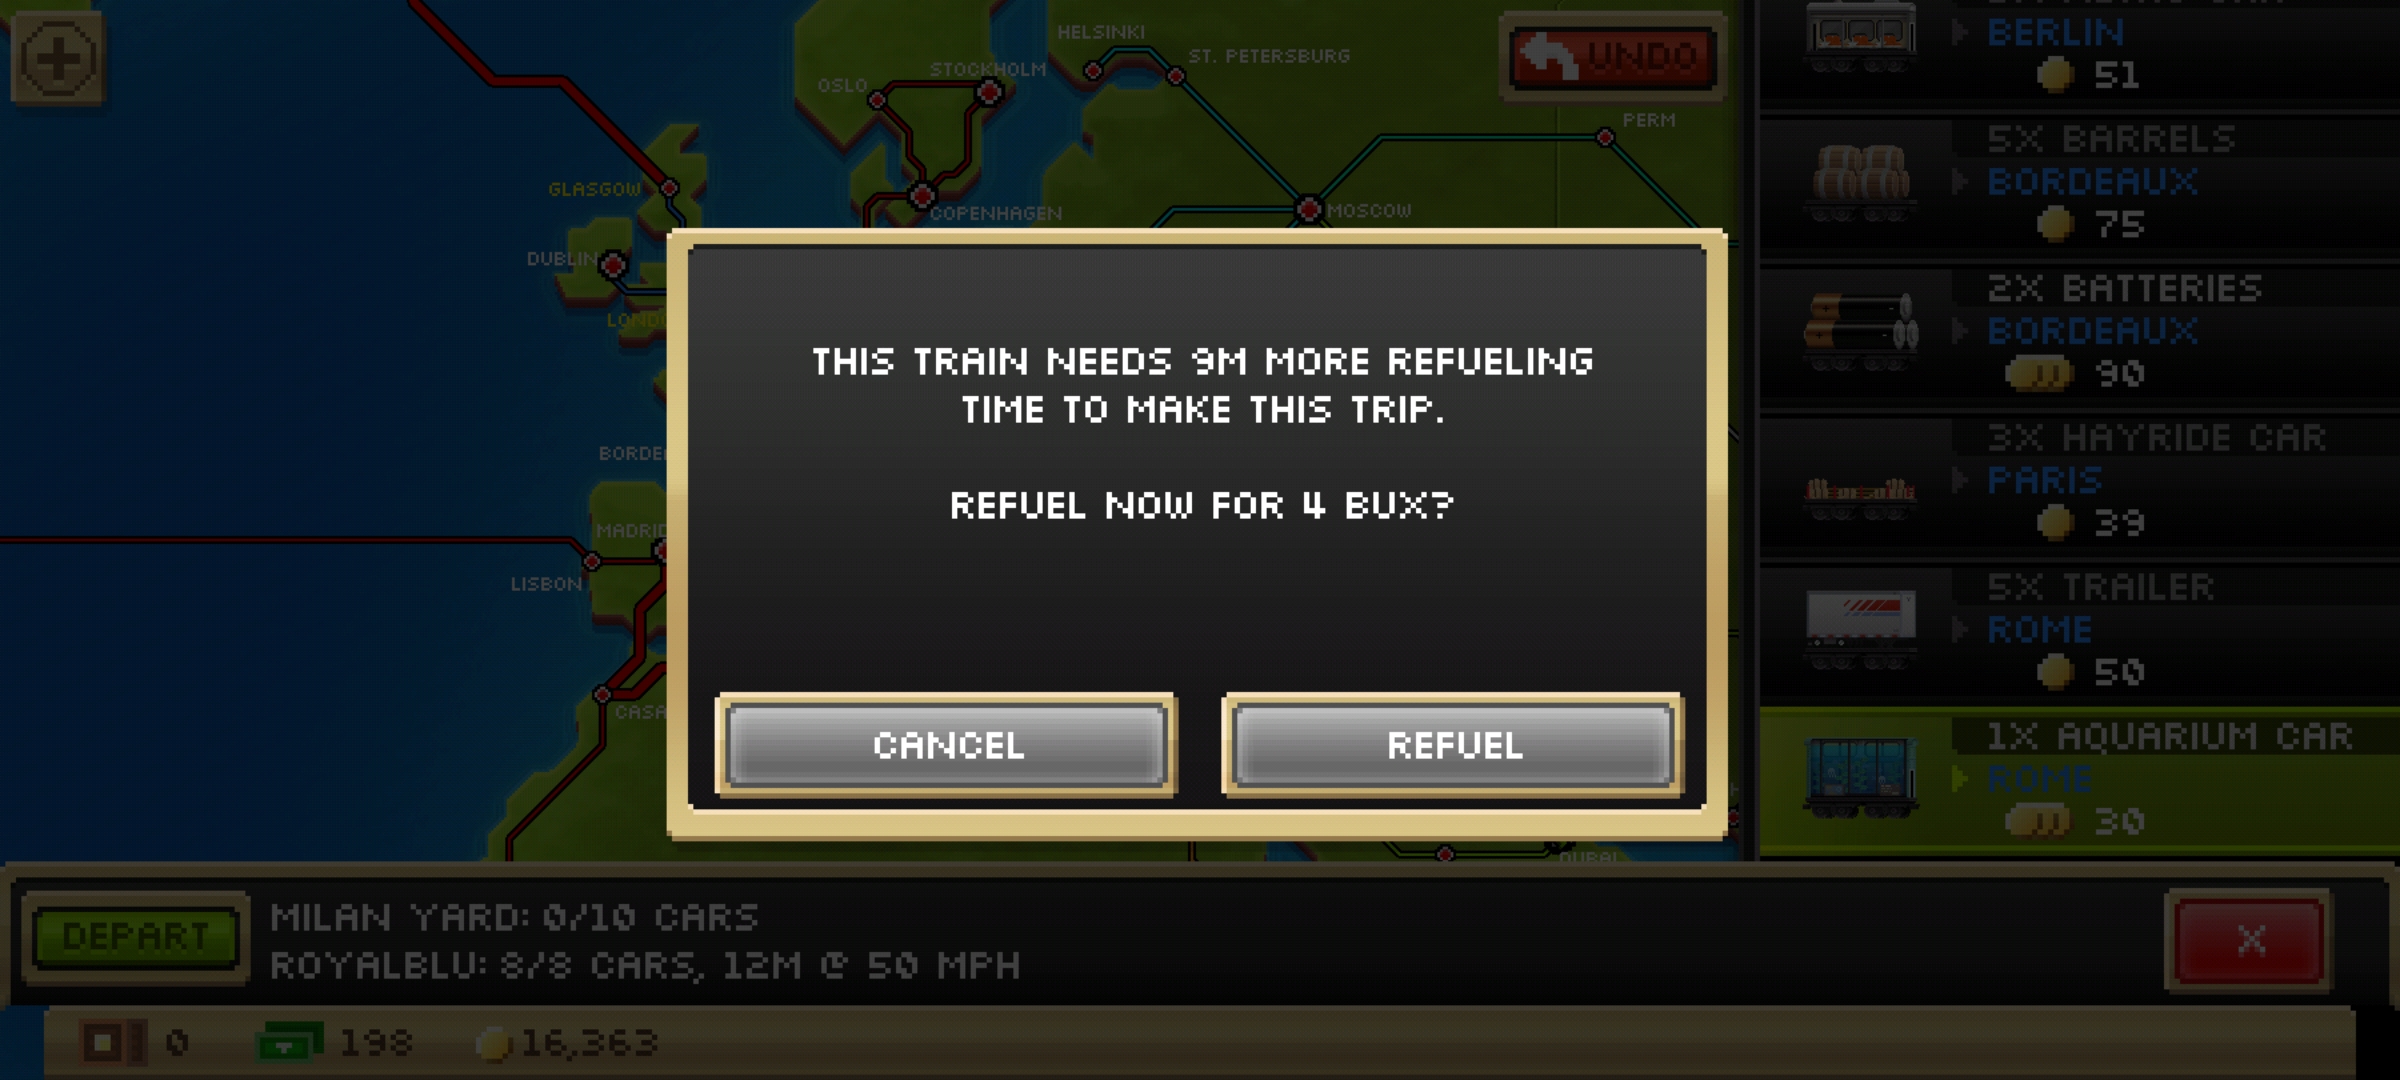 HELSINKI
ST. PETERSBURG
STOCKHOLM
OSLO
UNDO
PERM
GLASGOW
COPENHAGEN
MOSCOW
DUBLIN
MADRID
LISBON
BERLIN
51
5X BARRELS
BORDEAUX
75
2X BATTERIES
BORDEAUX
90
3X HAYRIDE CAR
PARIS
39
5X TRAILER
ROME
50
1X AQUARIUM CAR
ROME
30
THIS TRAIN NEEDS 9M MORE REFUELING
TIME TO MAKE THIS TRIP.
REFUEL NOW FOR 4 BUX?
CANCEL
REFUEL
DEPART
MILAN YARD: 0/10 CARS
ROYALBLU: 8/8 CARS, 12M @ 50 MPH
X
0
198
16,363